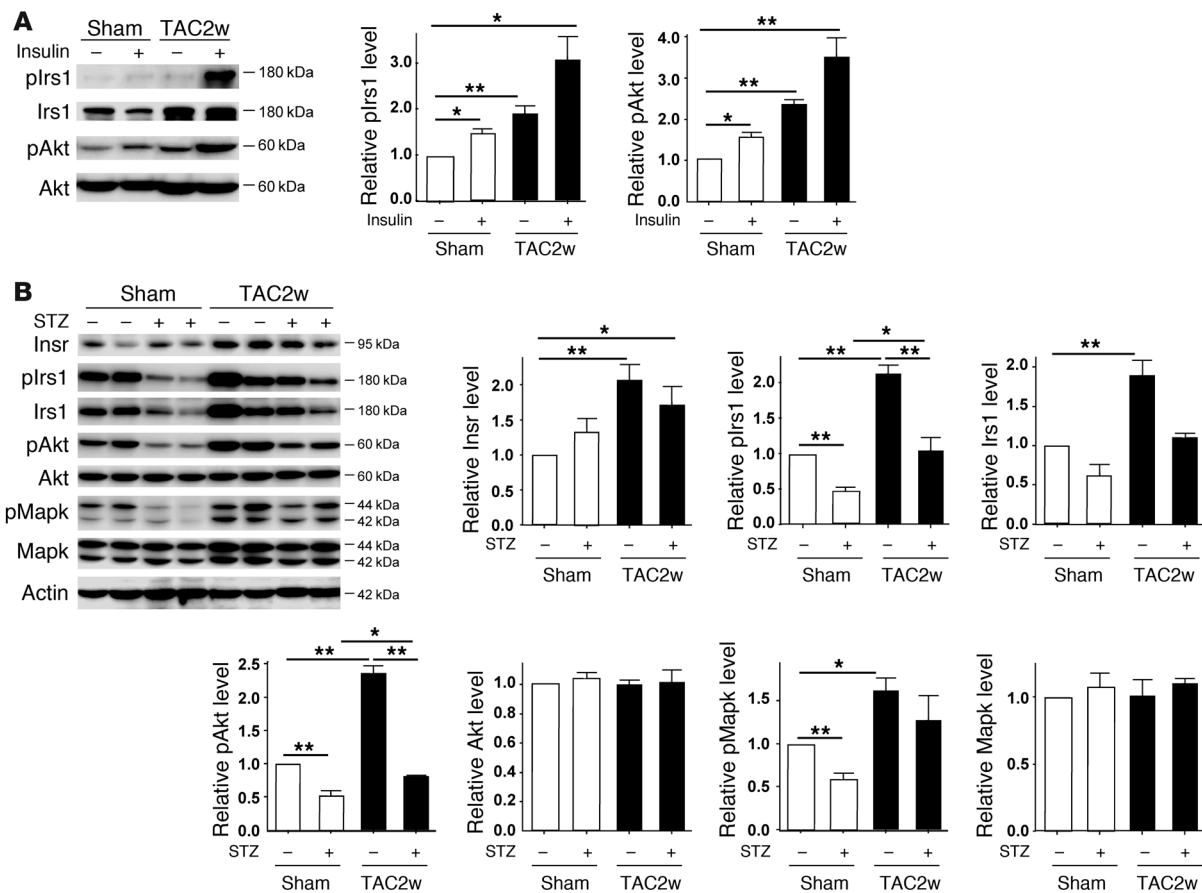 A
Sham TAC2w
Insulin – + – +
pIrs1 – 180 kDa
Irs1 – 180 kDa
pAkt – 60 kDa
Akt – 60 kDa
Relative pIrs1 level
3.0
2.0
1.0
0.0
* ** *
Insulin – + – +
Sham TAC2w
Relative pAkt level
4.0
3.0
2.0
1.0
0.0
** ** *
Insulin – + – +
Sham TAC2w
B
Sham TAC2w
STZ – – + + – – + +
Insr – 95 kDa
pIrs1 – 180 kDa
Irs1 – 180 kDa
pAkt – 60 kDa
Akt – 60 kDa
pMapk – 44 kDa
– 42 kDa
Mapk – 44 kDa
– 42 kDa
Actin – 42 kDa
Relative Insr level
2.0
1.5
1.0
0.5
0.0
* **
STZ – + – +
Sham TAC2w
Relative pIrs1 level
2.0
1.5
1.0
0.5
0.0
* ** ** **
STZ – + – +
Sham TAC2w
Relative Irs1 level
2.0
1.5
1.0
0.5
0
**
STZ – + – +
Sham TAC2w
Relative pAkt level
2.5
2.0
1.5
1.0
0.5
0.0
* ** ** **
STZ – + – +
Sham TAC2w
Relative Akt level
1.0
0.8
0.6
0.4
0.2
0.0
STZ – + – +
Sham TAC2w
Relative pMapk level
1.5
1.0
0.5
0.0
* **
STZ – + – +
Sham TAC2w
Relative Mapk level
1.0
0.5
0.0
STZ – + – +
Sham TAC2w